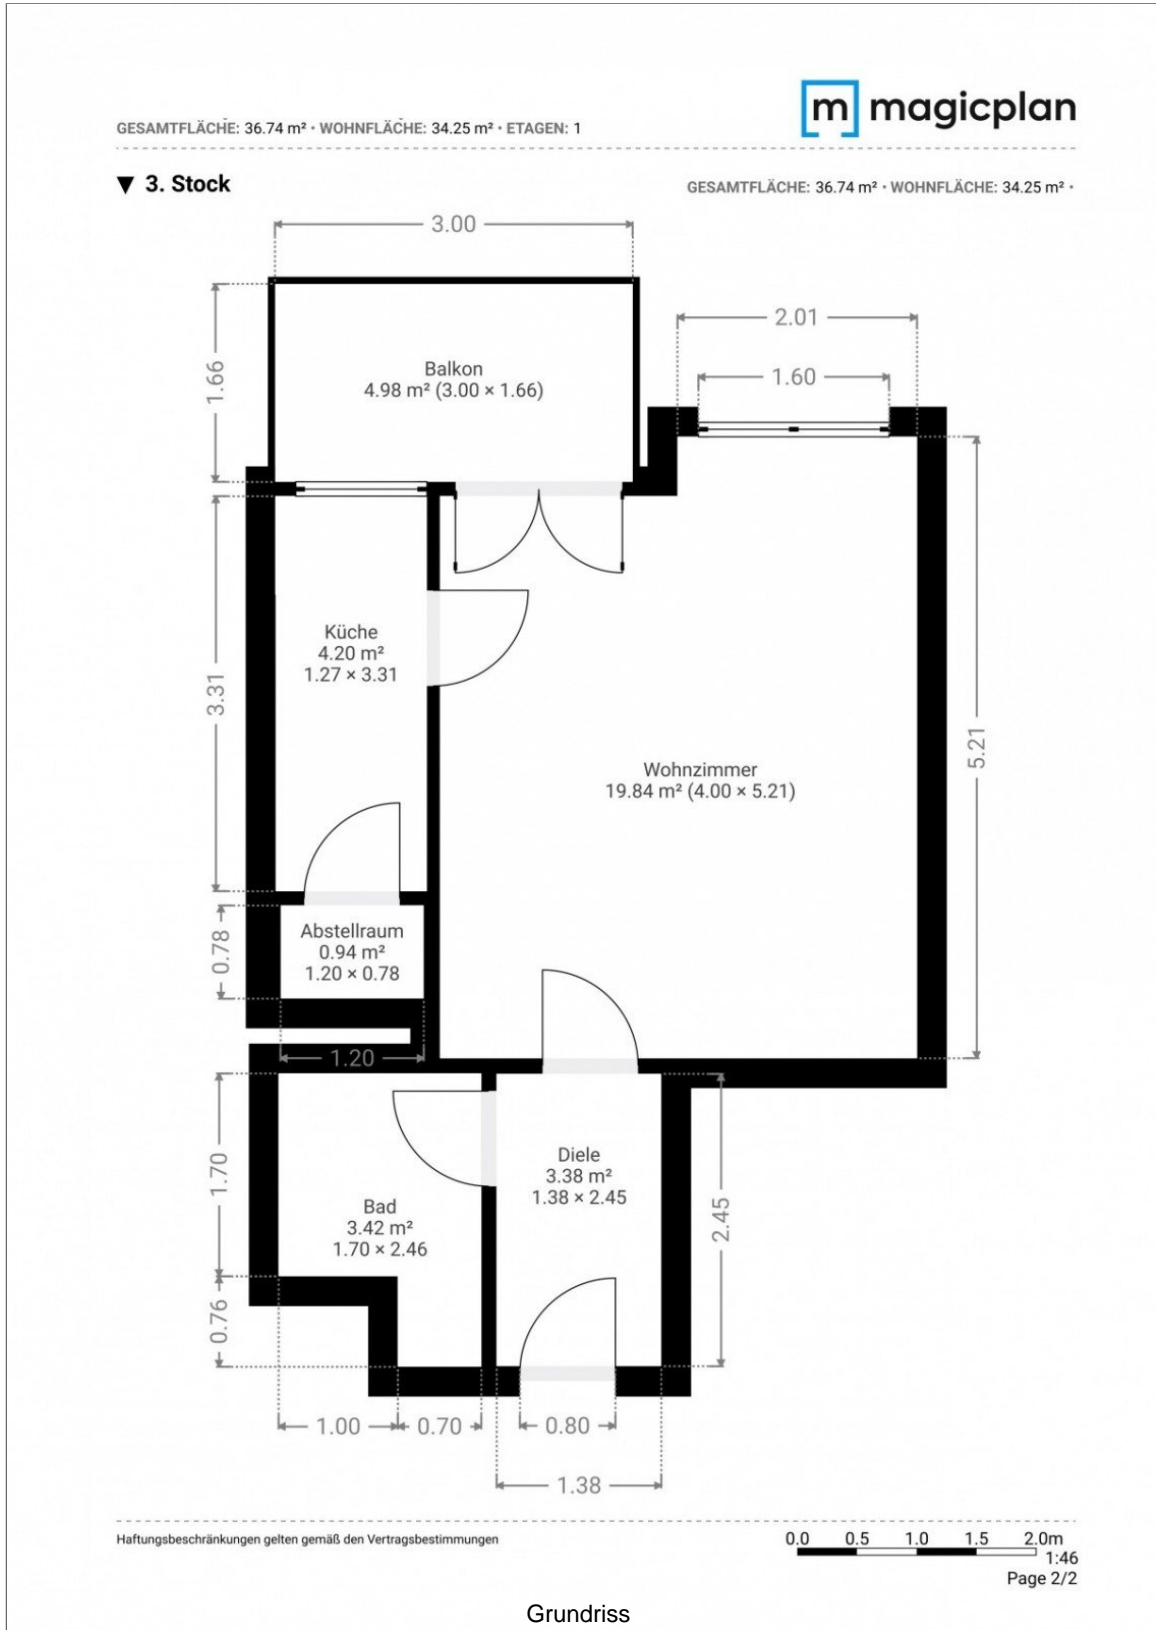 m magicplan
GESAMTFLÄCHE: 36.74 m² · WOHNFLÄCHE: 34.25 m² · ETAGEN: 1
▼ 3. Stock
GESAMTFLÄCHE: 36.74 m² · WOHNFLÄCHE: 34.25 m² ·
3.00
2.01
1.66
Balkon
4.98 m² (3.00 × 1.66)
1.60
3.31
Küche
4.20 m²
1.27 × 3.31
5.21
Wohnzimmer
19.84 m² (4.00 × 5.21)
0.78
Abstellraum
0.94 m²
1.20 × 0.78
1.20
1.70
Diele
3.38 m²
1.38 × 2.45
2.45
Bad
3.42 m²
1.70 × 2.46
0.76
1.00
0.70
0.80
1.38
Haftungsbeschränkungen gelten gemäß den Vertragsbestimmungen
0.0 0.5 1.0 1.5 2.0m
1:46
Page 2/2
Grundriss